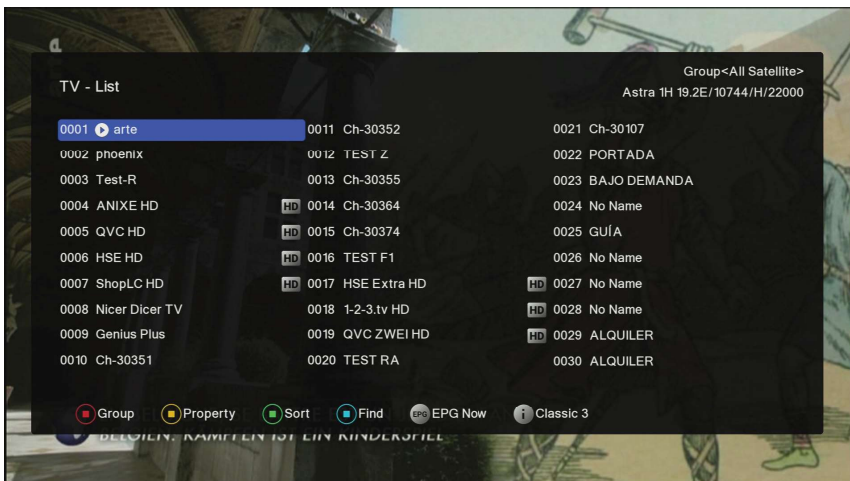 Group<All Satellite>
TV - List
Astra 1H 19.2E/10744/H/22000
0001 arte
0002 phoenix
0003 Test-R
0004 ANIXE HD HD
0005 QVC HD HD
0006 HSE HD HD
0007 ShopLC HD HD
0008 Nicer Dicer TV
0009 Genius Plus
0010 Ch-30351
0011 Ch-30352
0012 TEST Z
0013 Ch-30355
0014 Ch-30364
0015 Ch-30374
0016 TEST F1
0017 HSE Extra HD HD
0018 1-2-3.tv HD HD
0019 QVC ZWEI HD HD
0020 TEST RA
0021 Ch-30107
0022 PORTADA
0023 BAJO DEMANDA
0024 No Name
0025 GUÍA
0026 No Name
0027 No Name
0028 No Name
0029 ALQUILER
0030 ALQUILER
Group Property Sort Find EPG EPG Now i Classic 3
BELGIEN: KÄMPFEN IST EIN KINDERSPIEL